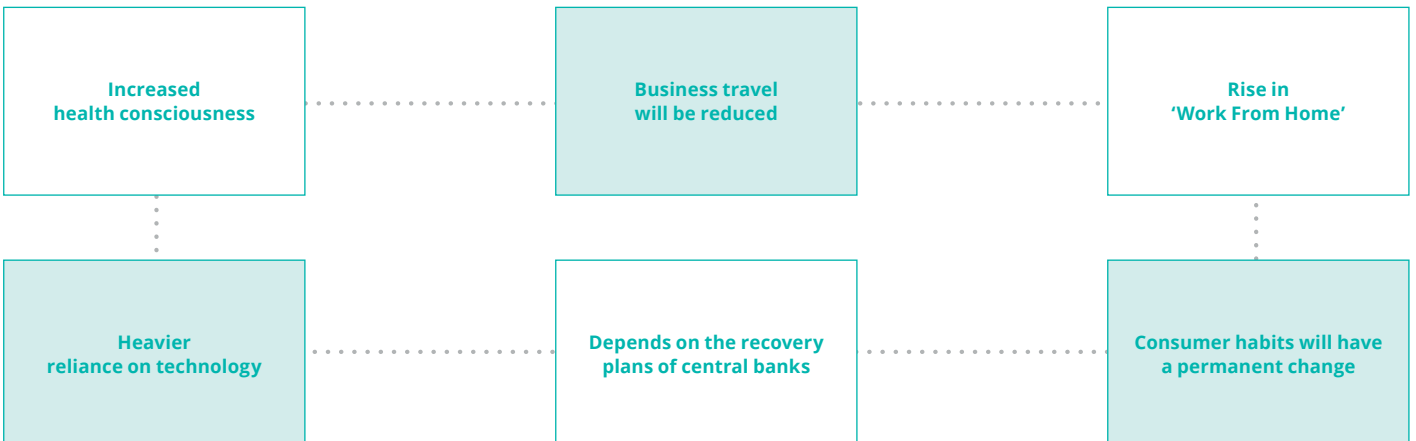 Increased
health consciousness
Business travel
will be reduced
Rise in
‘Work From Home’
Heavier
reliance on technology
Depends on the recovery
plans of central banks
Consumer habits will have
a permanent change